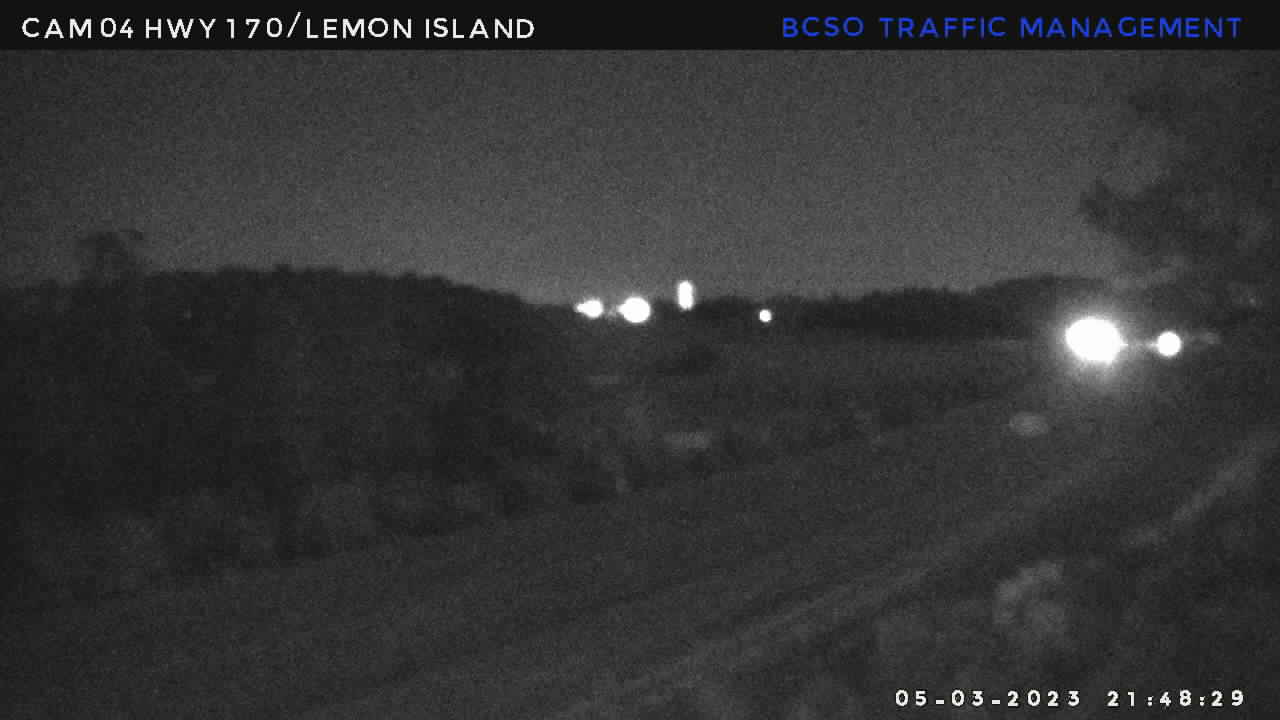 CAM04 HWY 170/LEMON ISLAND
BCSO TRAFFIC MANAGEMENT
05-03-2023 21:48:29